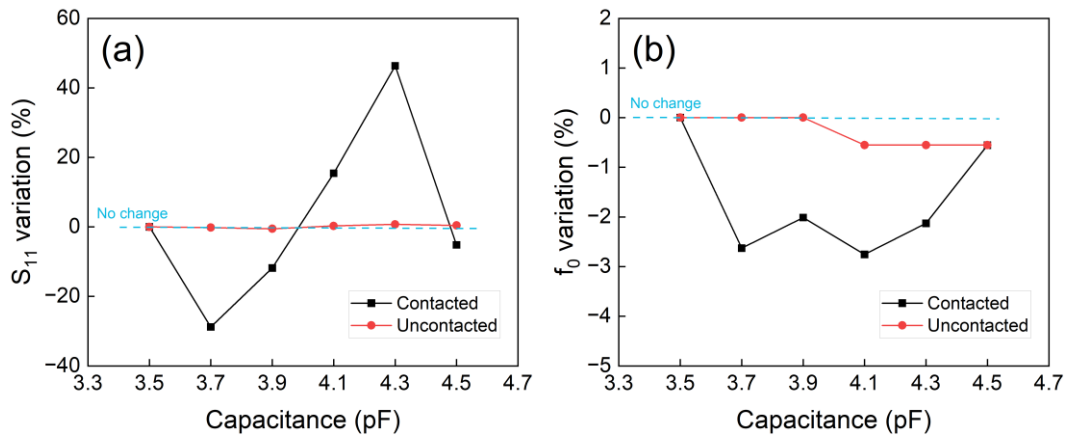 (a)
S₁₁ variation (%)
60
40
20
0
−20
−40
No change
Contacted
Uncontacted
3.3 3.5 3.7 3.9 4.1 4.3 4.5 4.7
Capacitance (pF)
(b)
f₀ variation (%)
2
1
0
−1
−2
−3
−4
−5
No change
Contacted
Uncontacted
3.3 3.5 3.7 3.9 4.1 4.3 4.5 4.7
Capacitance (pF)